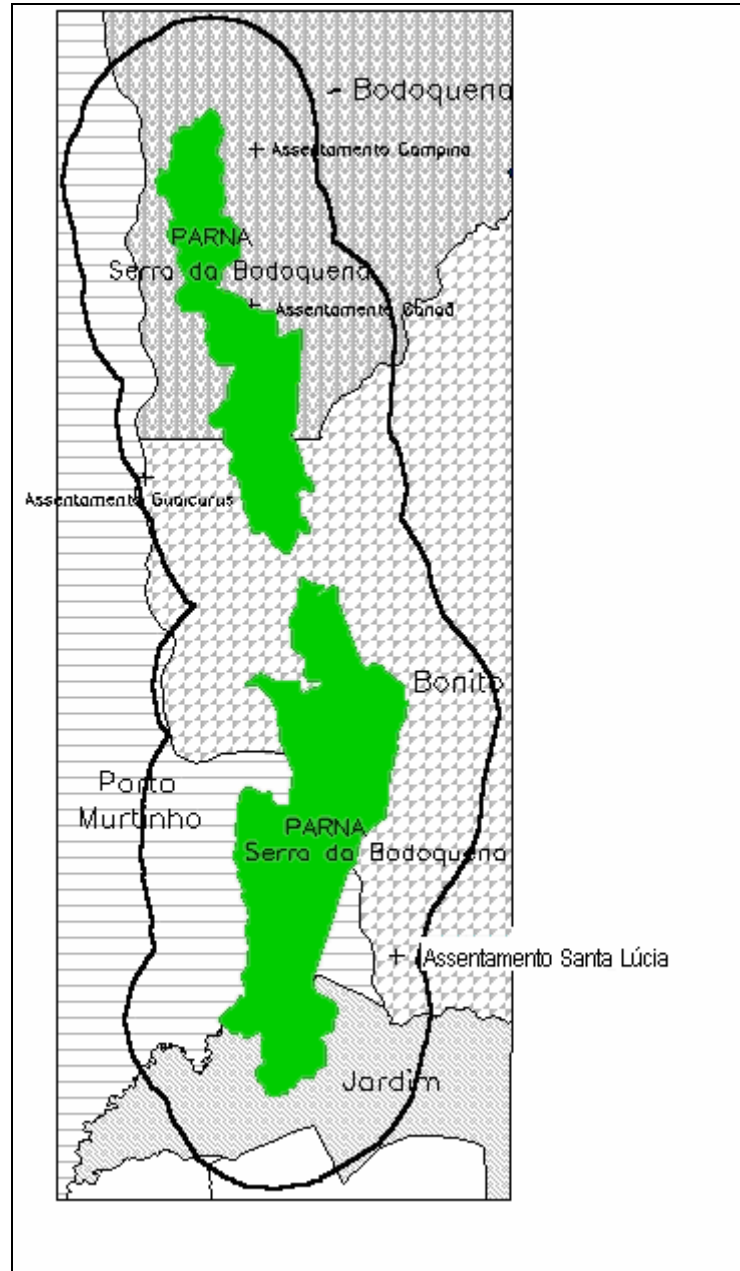 Bodoquena
Assentamento Campina
PARNA
Serra da Bodoquena
Assentamento Canaã
Assentamento Guaicurus
Bonito
Porto
Murtinho
PARNA
Serra da Bodoquena
Assentamento Santa Lúcia
Jardim